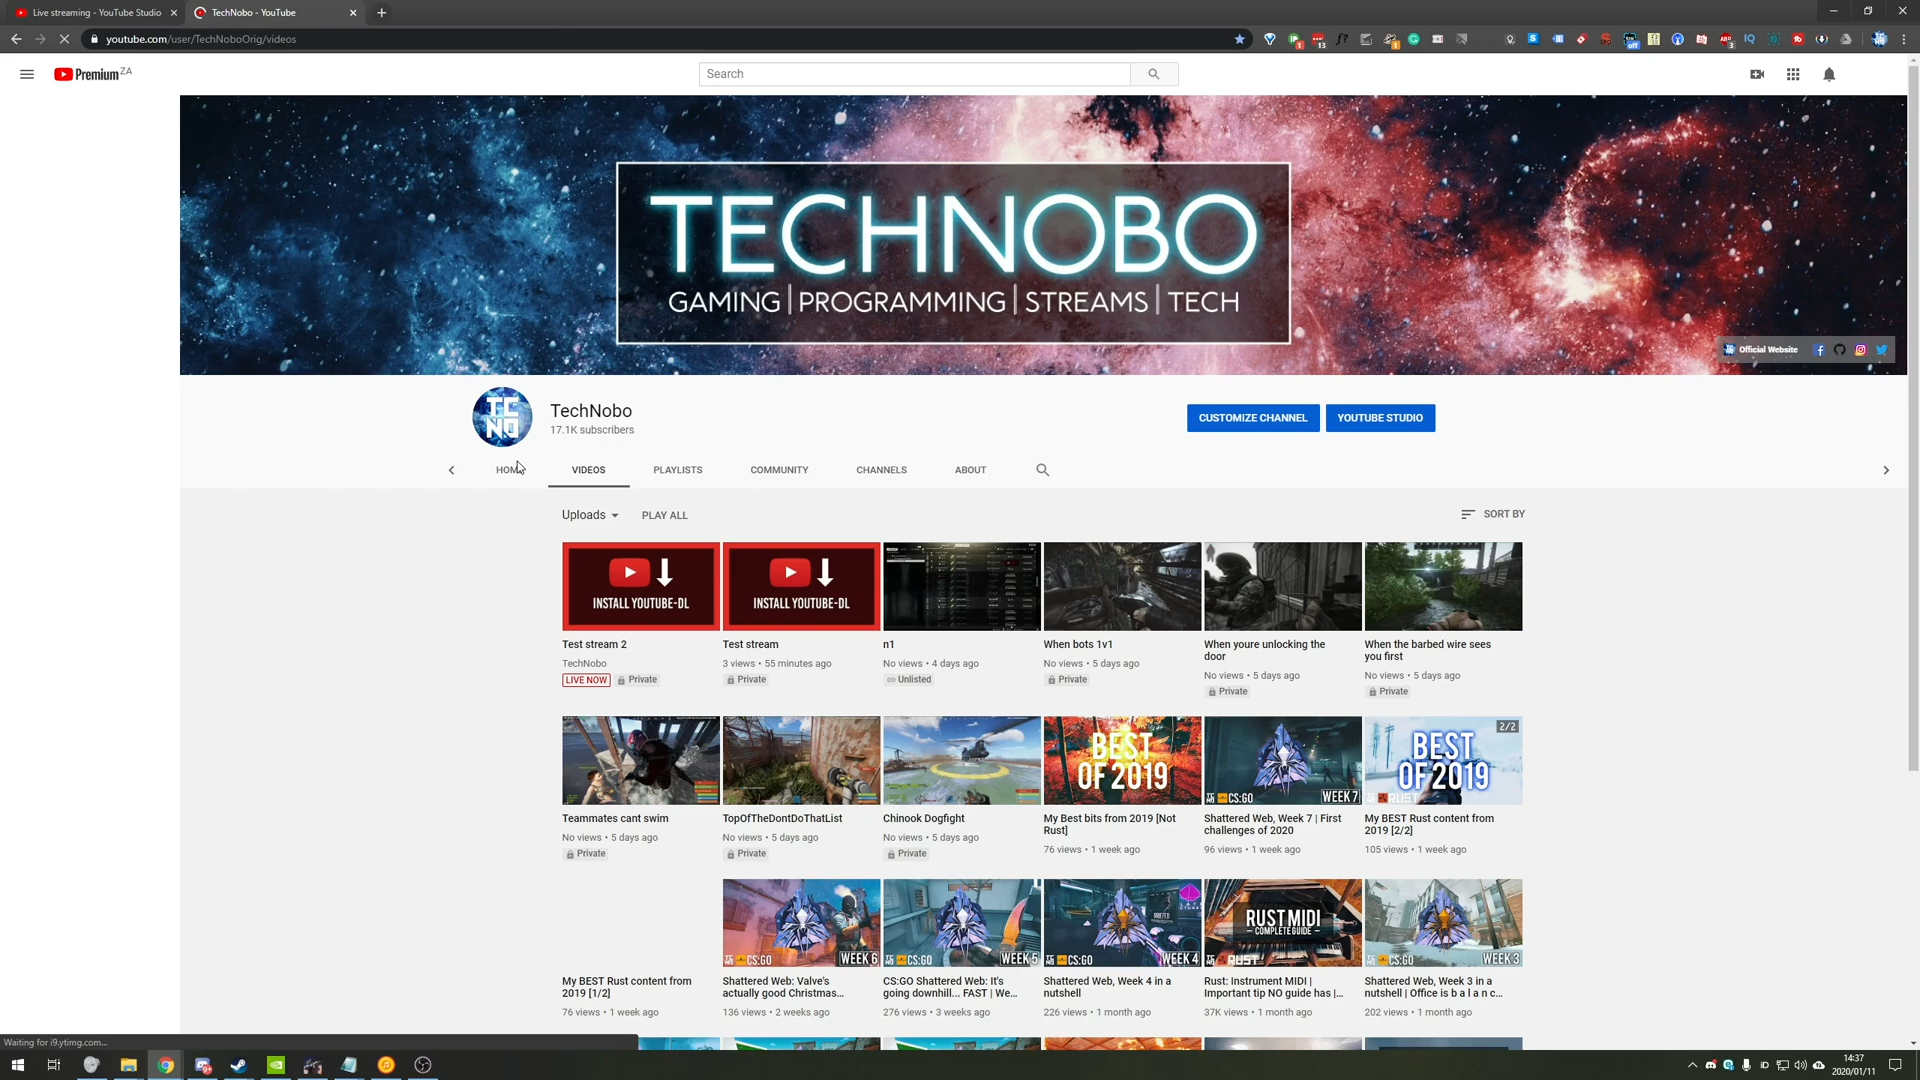 Live streaming - YouTube Studio
TechNobo - YouTube
youtube.com/user/TechNoboOrig/videos
Premium ZA
Search
TECHNOBO
GAMING | PROGRAMMING | STREAMS | TECH
Official Website
TC
NO
TechNobo
17.1K subscribers
CUSTOMIZE CHANNEL
YOUTUBE STUDIO
HOME
VIDEOS
PLAYLISTS
COMMUNITY
CHANNELS
ABOUT
Uploads
PLAY ALL
SORT BY
INSTALL YOUTUBE-DL
INSTALL YOUTUBE-DL
Test stream 2
TechNobo
LIVE NOW
Private
Test stream
3 views • 55 minutes ago
Private
n1
No views • 4 days ago
Unlisted
When bots 1v1
No views • 5 days ago
Private
When youre unlocking the
door
No views • 5 days ago
Private
When the barbed wire sees
you first
No views • 5 days ago
Private
BEST
OF 2019
CS:GO
WEEK 7
2/2
BEST
OF 2019
RUST
Teammates cant swim
No views • 5 days ago
Private
TopOfTheDontDoThatList
No views • 5 days ago
Private
Chinook Dogfight
No views • 5 days ago
Private
My Best bits from 2019 [Not
Rust]
76 views • 1 week ago
Shattered Web, Week 7 | First
challenges of 2020
96 views • 1 week ago
My BEST Rust content from
2019 [2/2]
105 views • 1 week ago
CS:GO
WEEK 6
CS:GO
WEEK 5
CS:GO
WEEK 4
RUST MIDI
– COMPLETE GUIDE –
RUST
CS:GO
WEEK 3
My BEST Rust content from
2019 [1/2]
76 views • 1 week ago
Shattered Web: Valve's
actually good Christmas...
136 views • 2 weeks ago
CS:GO Shattered Web: It's
going downhill... FAST | We...
276 views • 3 weeks ago
Shattered Web, Week 4 in a
nutshell
226 views • 1 month ago
Rust: Instrument MIDI |
Important tip NO guide has |...
37K views • 1 month ago
Shattered Web, Week 3 in a
nutshell | Office is b a l a n c...
202 views • 1 month ago
Waiting for i9.ytimg.com...
14:37
2020/01/11